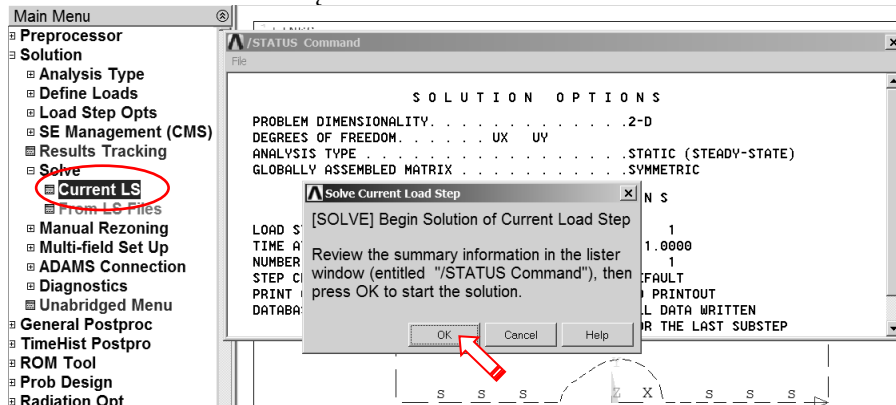 Main Menu
Preprocessor
Solution
Analysis Type
Define Loads
Load Step Opts
SE Management (CMS)
Results Tracking
Solve
Current LS
From LS Files
Manual Rezoning
Multi-field Set Up
ADAMS Connection
Diagnostics
Unabridged Menu
General Postproc
TimeHist Postpro
ROM Tool
Prob Design
Radiation Opt
/STATUS Command
File
S O L U T I O N   O P T I O N S
PROBLEM DIMENSIONALITY. . . . . . . . . . . . .2-D
DEGREES OF FREEDOM. . . . . . UX   UY
ANALYSIS TYPE . . . . . . . . . . . . . . . . .STATIC (STEADY-STATE)
GLOBALLY ASSEMBLED MATRIX . . . . . . . . . . .SYMMETRIC
N S
LOAD 1
TIME 1.0000
NUMBER 1
STEP
PRINT PRINTOUT
DATA WRITTEN
THE LAST SUBSTEP
Solve Current Load Step
[SOLVE] Begin Solution of Current Load Step
Review the summary information in the lister
window (entitled "/STATUS Command"), then
press OK to start the solution.
OK Cancel Help
S S S Z X S S S